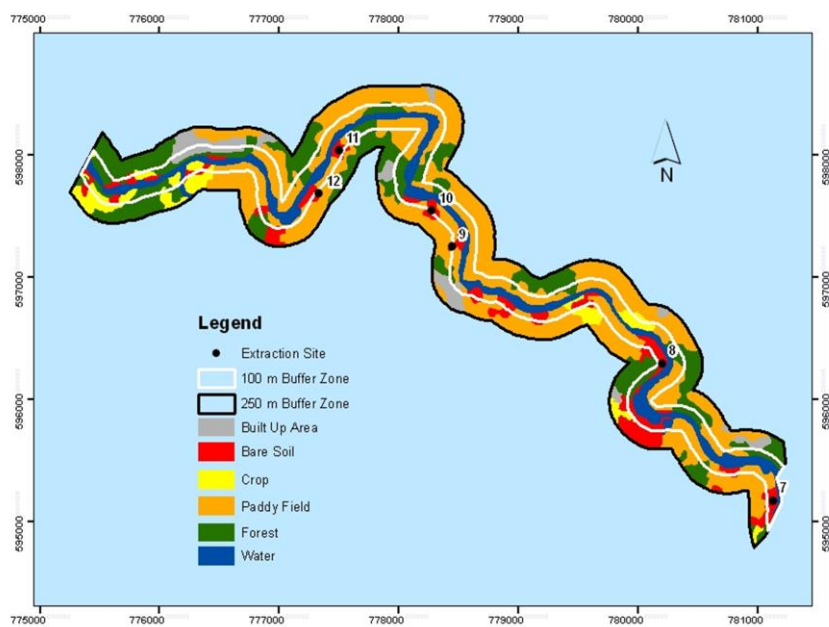 775000 776000 777000 778000 779000 780000 781000
598000 598000
11
12
N
10
9
597000 597000
Legend
Extraction Site
100 m Buffer Zone
8
250 m Buffer Zone
596000 596000
Built Up Area
Bare Soil
Crop
7
Paddy Field
595000 595000
Forest
Water
775000 776000 777000 778000 779000 780000 781000